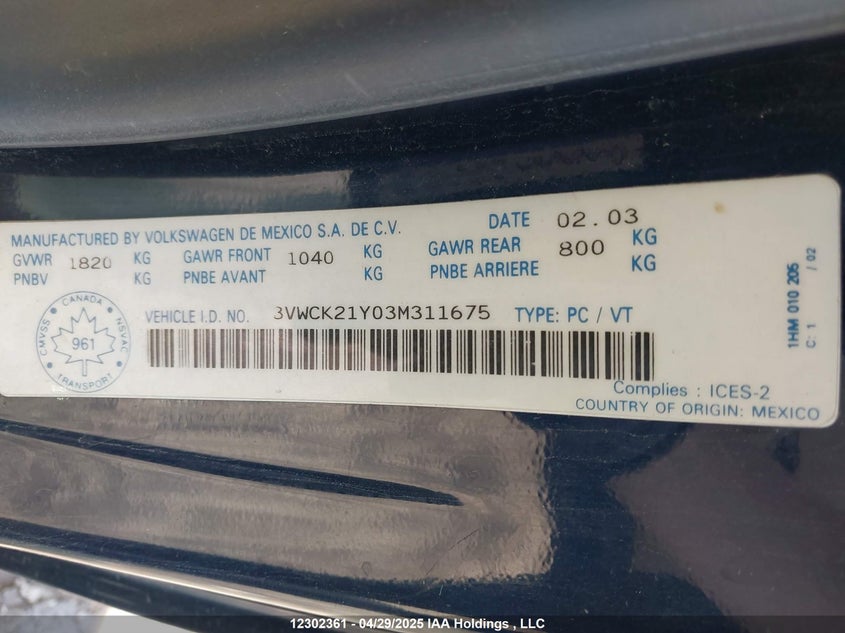 MANUFACTURED BY VOLKSWAGEN DE MEXICO S.A. DE C.V. DATE 02.03
GVWR 1820 KG GAWR FRONT 1040 KG GAWR REAR 800 KG
PNBV KG PNBE AVANT KG PNBE ARRIERE KG
VEHICLE I.D. NO. 3VWCK21Y03M311675 TYPE: PC / VT
CANADA
CMVSS 961 NSVAC
TRANSPORT
Complies : ICES-2
COUNTRY OF ORIGIN: MEXICO
1HM 010 205 / 02
C: 1
12302361 - 04/29/2025 IAA Holdings , LLC